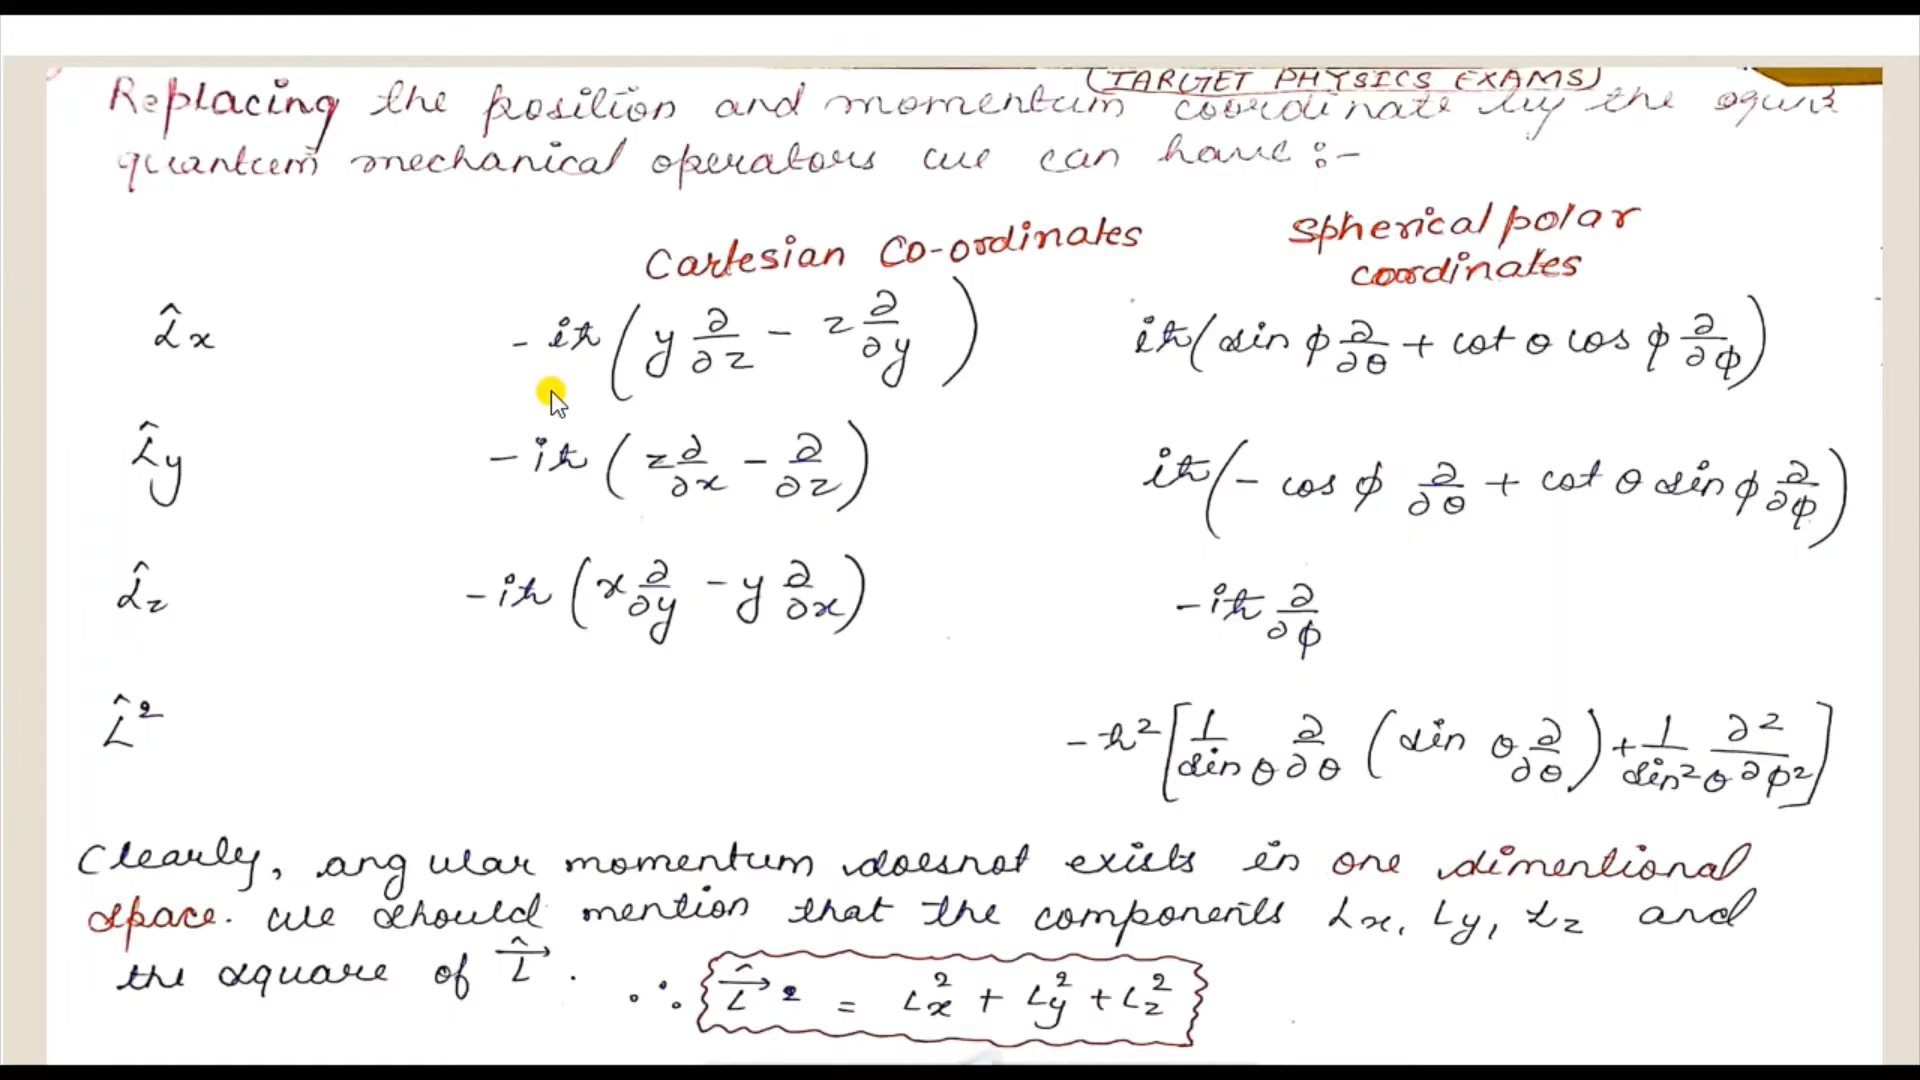 (TARGET PHYSICS EXAMS)
Replacing the position and momentum coordinate by the
quantum mechanical operators we can have :-
Cartesian Co-ordinates
Spherical polar
coordinates
L̂x -iħ(y ∂/∂z - z ∂/∂y) iħ(sin φ ∂/∂θ + cot θ cos φ ∂/∂φ)
L̂y -iħ(z ∂/∂x - ∂/∂z) iħ(- cos φ ∂/∂θ + cot θ sin φ ∂/∂φ)
L̂z -iħ(x ∂/∂y - y ∂/∂x) -iħ ∂/∂φ
L̂² -ħ²[1/sin θ ∂/∂θ (sin θ ∂/∂θ) + 1/sin²θ ∂²/∂φ²]
Clearly, angular momentum doesnot exists in one dimentional
space. we should mention that the components Lx, Ly, Lz and
the square of L̂⃗ .
∴ L̂⃗² = Lx² + Ly² + Lz²